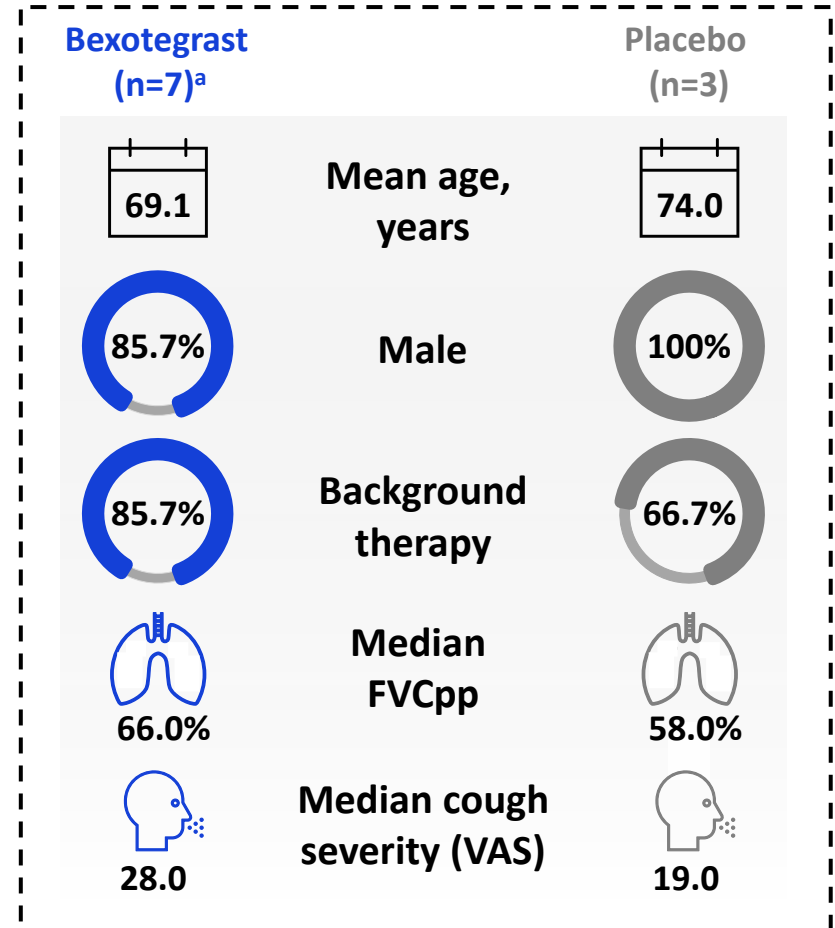 Bexotegrast
(n=7)ᵃ
Placebo
(n=3)
69.1
Mean age,
years
74.0
85.7%
Male
100%
85.7%
Background
therapy
66.7%
66.0%
Median
FVCpp
58.0%
28.0
Median cough
severity (VAS)
19.0